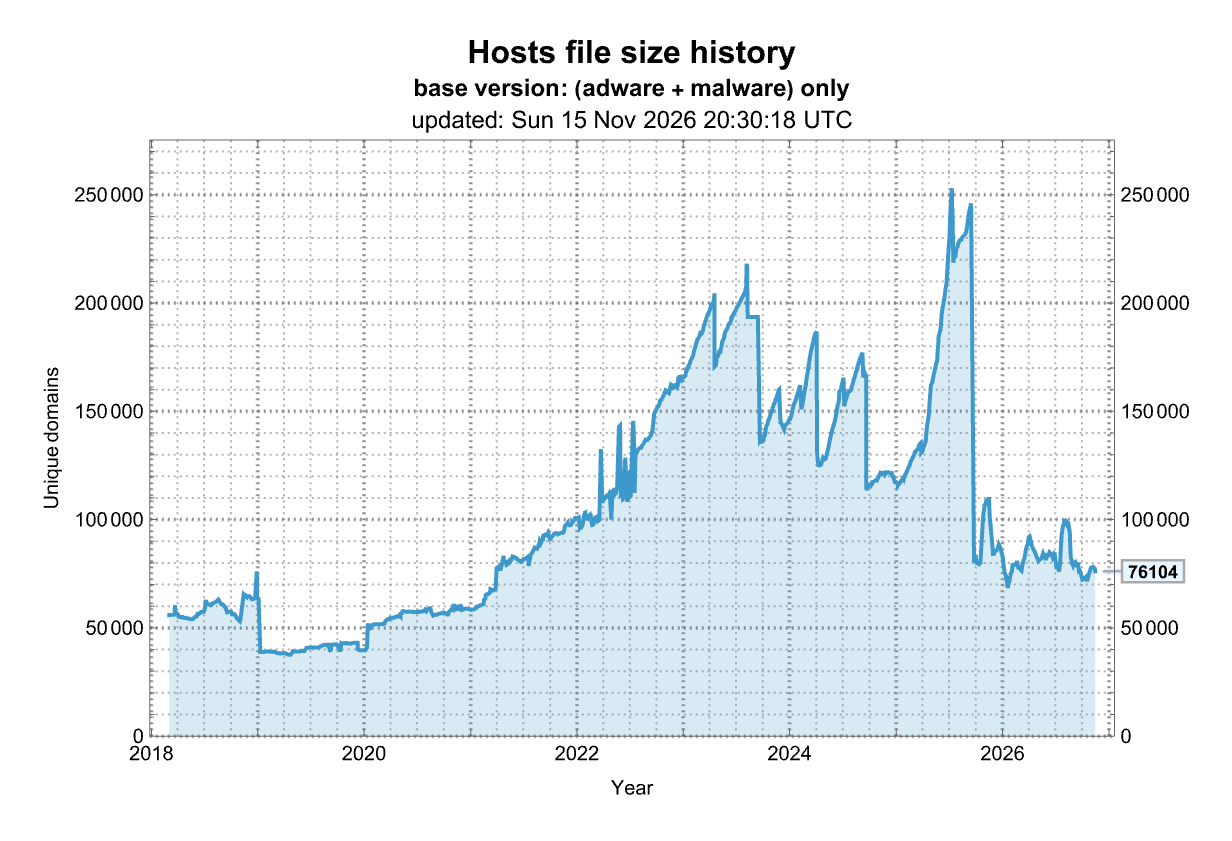 Hosts file size history
base version: (adware + malware) only
updated: Sun 15 Nov 2026 20:30:18 UTC
250 000 250 000
200 000 200 000
150 000 150 000
100 000 100 000
76104
50 000 50 000
0 0
Unique domains
2018 2020 2022 2024 2026
Year